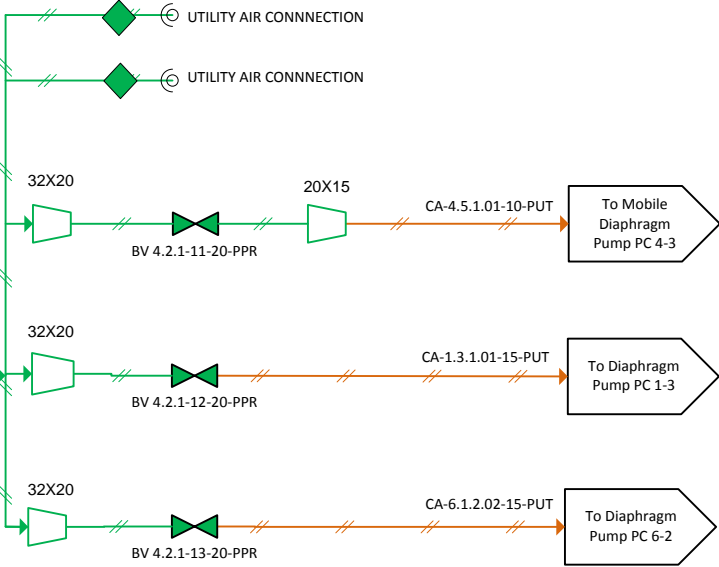 UTILITY AIR CONNNECTION
UTILITY AIR CONNNECTION
32X20
20X15
CA-4.5.1.01-10-PUT
To Mobile
Diaphragm
Pump PC 4-3
BV 4.2.1-11-20-PPR
32X20
CA-1.3.1.01-15-PUT
To Diaphragm
Pump PC 1-3
BV 4.2.1-12-20-PPR
32X20
CA-6.1.2.02-15-PUT
To Diaphragm
Pump PC 6-2
BV 4.2.1-13-20-PPR